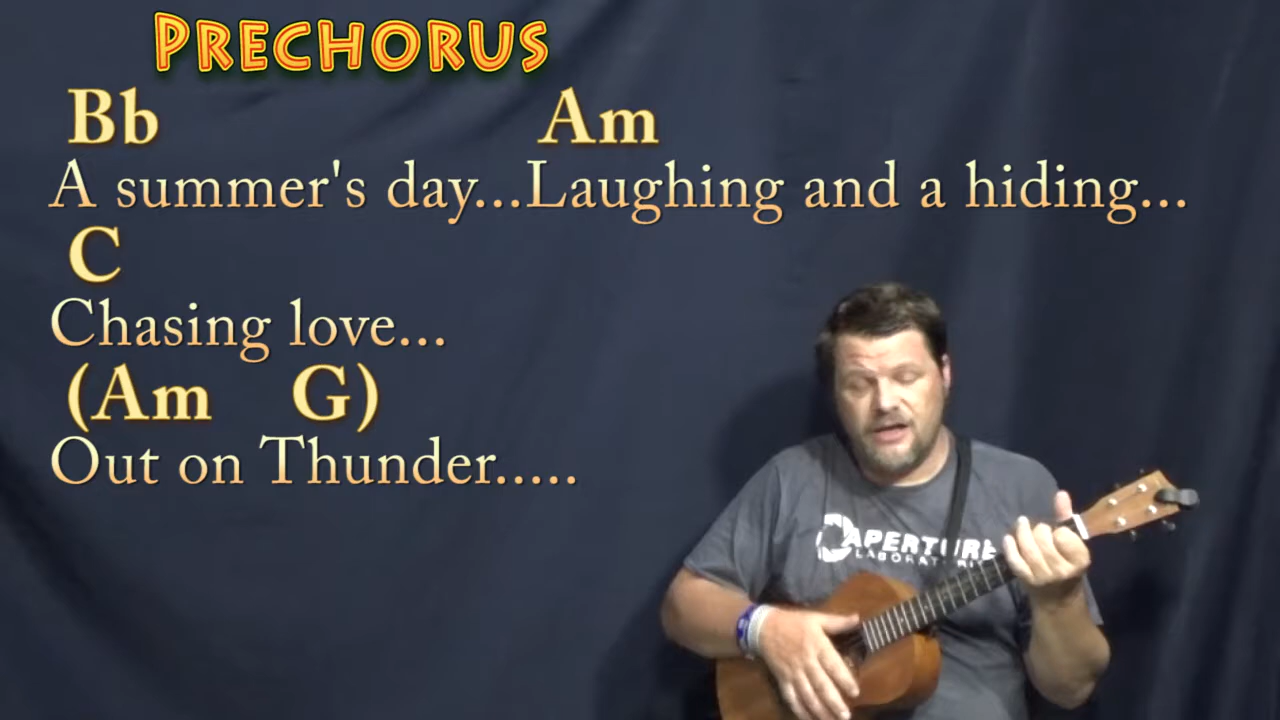 PRECHORUS
Bb Am
A summer's day...Laughing and a hiding...
C
Chasing love...
(Am G)
Out on Thunder.....
APERTURE